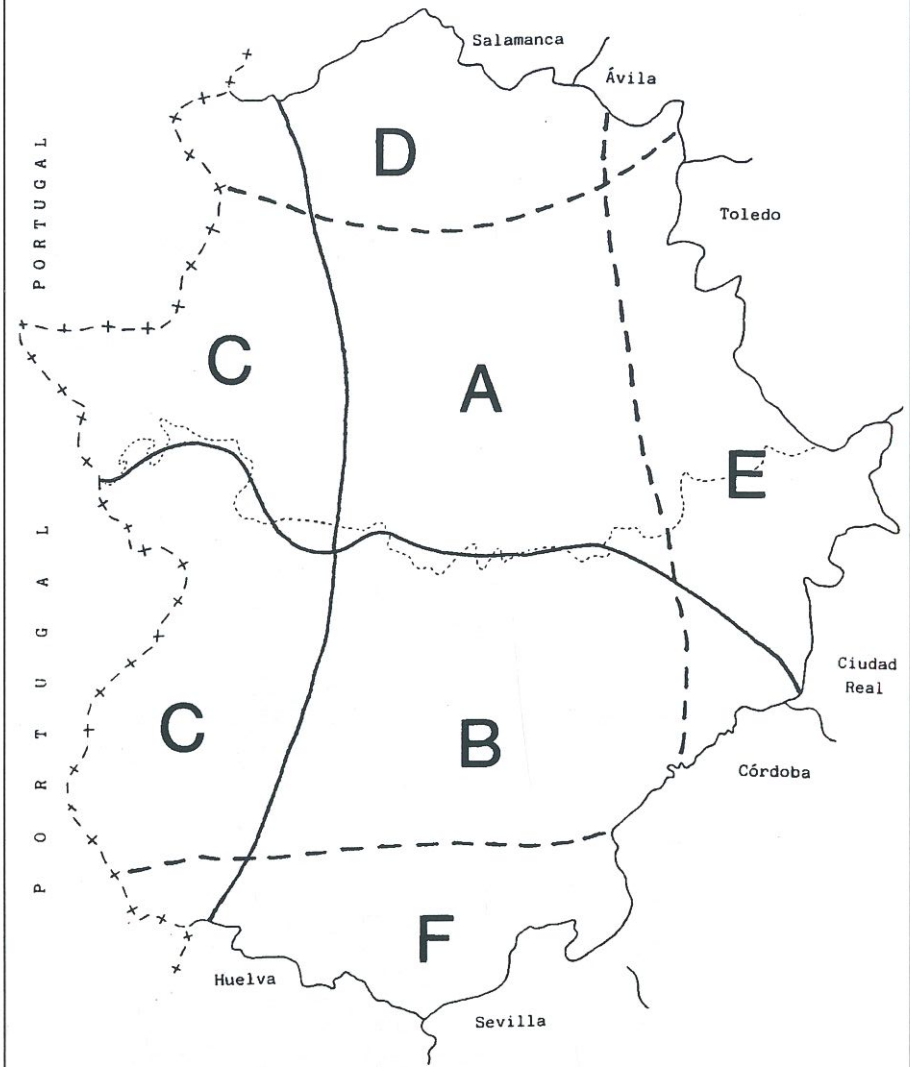 Salamanca
Ávila
D
PORTUGAL
Toledo
C
A
E
PORTUGAL
Ciudad
Real
C
B
Córdoba
F
Huelva
Sevilla